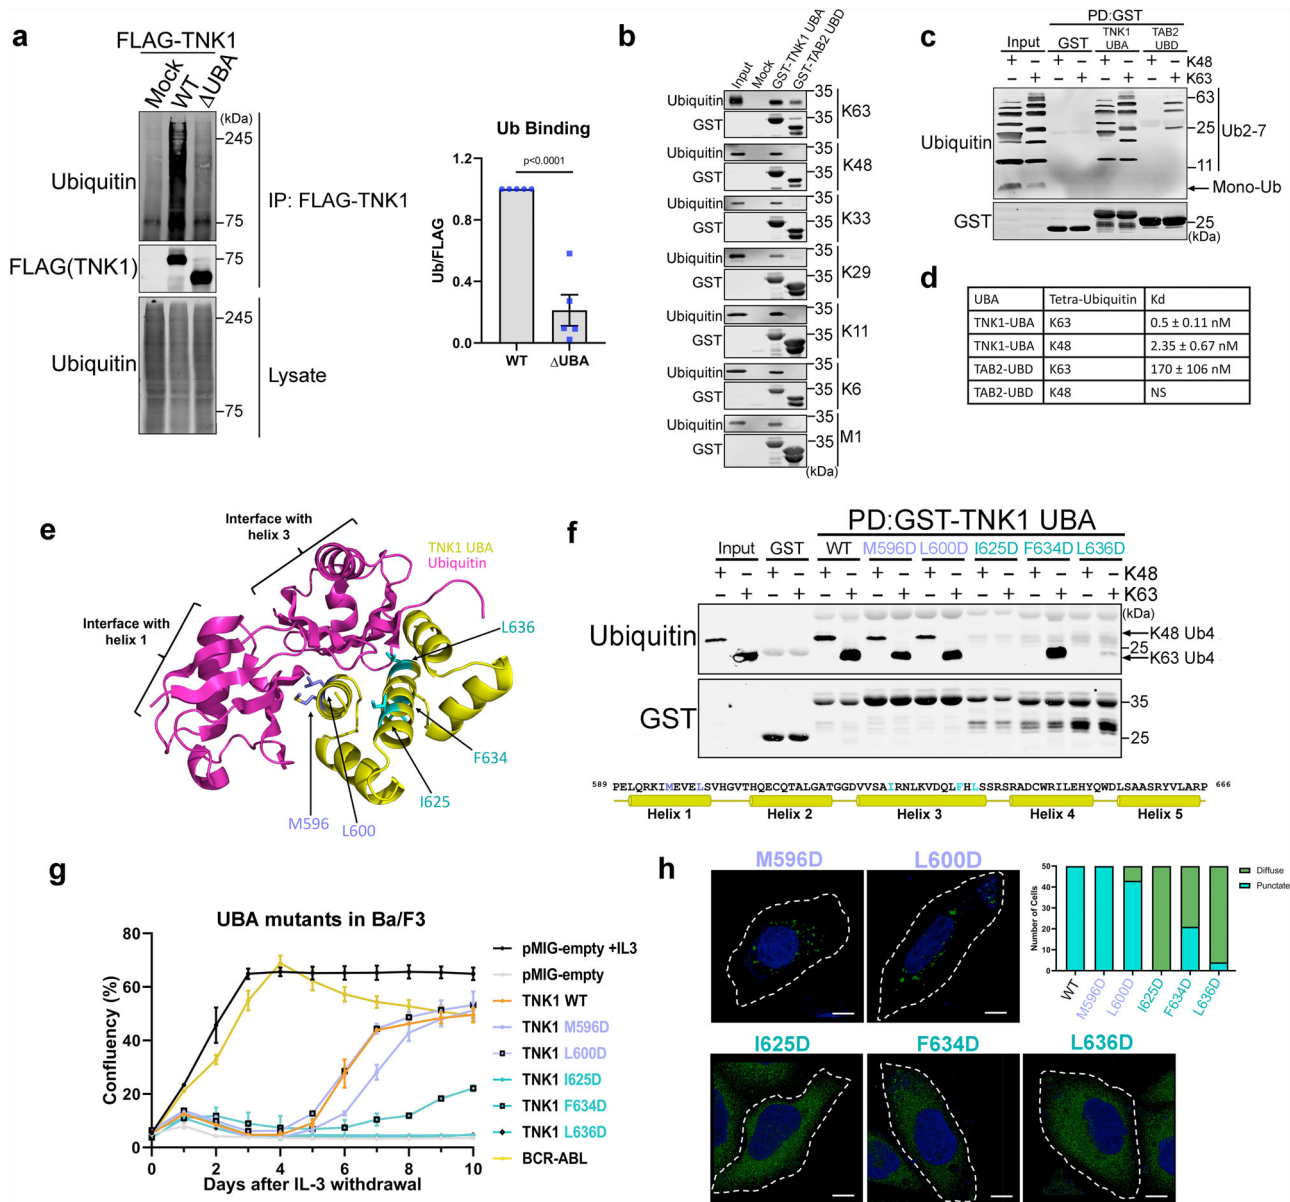 a
FLAG-TNK1
Mock
WT
ΔUBA
(kDa)
245
Ubiquitin
75
IP: FLAG-TNK1
FLAG(TNK1)
75
245
Ubiquitin
Lysate
75
Ub Binding
p<0.0001
1.2
0.8
0.4
0.0
Ub/FLAG
WT
ΔUBA
b
Input
Mock
GST-TNK1 UBA
GST-TAB2 UBD
Ubiquitin
35
GST
35
K63
Ubiquitin
35
GST
35
K48
Ubiquitin
35
GST
35
K33
Ubiquitin
35
GST
35
K29
Ubiquitin
35
GST
35
K11
Ubiquitin
35
GST
35
K6
Ubiquitin
35
GST
35
M1
(kDa)
c
PD:GST
Input
GST
TNK1 UBA
TAB2 UBD
+ − + − + − + − K48
− + − + − + − + K63
63
25
11
Ubiquitin
Ub2-7
Mono-Ub
GST
25
(kDa)
d
UBA Tetra-Ubiquitin Kd
TNK1-UBA K63 0.5 ± 0.11 nM
TNK1-UBA K48 2.35 ± 0.67 nM
TAB2-UBD K63 170 ± 106 nM
TAB2-UBD K48 NS
e
Interface with
helix 3
TNK1 UBA
Ubiquitin
Interface with
helix 1
L636
F634
I625
M596
L600
f
PD:GST-TNK1 UBA
Input GST WT M596D L600D I625D F634D L636D
+ − + − + − + − + − + − + − + − K48
− + − + − + − + − + − + − + − + K63
(kDa)
Ubiquitin
K48 Ub4
25
K63 Ub4
GST
35
25
589 PELQRKIMEVELSVHGVTHQECQTALGATGGDVVSAIRNLKVDQLFHLSSRSRADCWRILEHYQWDLSAASRYVLARP 666
Helix 1
Helix 2
Helix 3
Helix 4
Helix 5
g
UBA mutants in Ba/F3
80
60
40
20
0
Confluency (%)
0 2 4 6 8 10
Days after IL-3 withdrawal
pMIG-empty +IL3
pMIG-empty
TNK1 WT
TNK1 M596D
TNK1 L600D
TNK1 I625D
TNK1 F634D
TNK1 L636D
BCR-ABL
h
M596D
L600D
50
40
30
20
10
0
Number of Cells
WT
M596D
L600D
I625D
F634D
L636D
Diffuse
Punctate
I625D
F634D
L636D